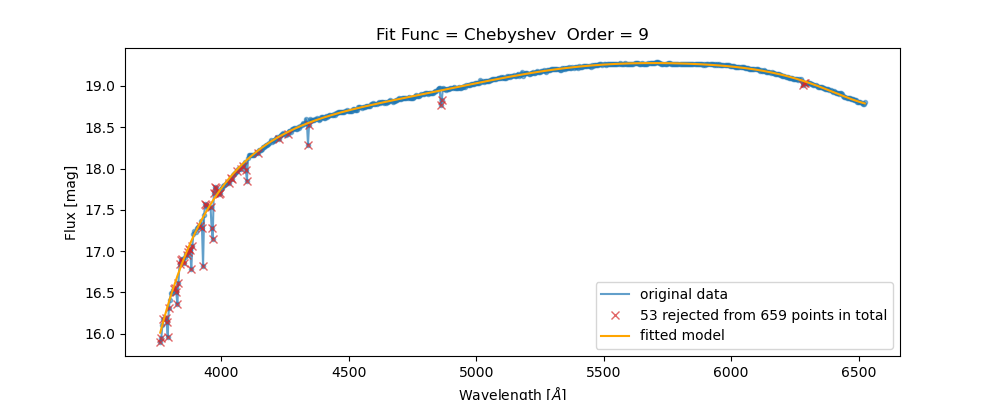 Fit Func = Chebyshev  Order = 9
Flux [mag]
19.0
18.5
18.0
17.5
17.0
16.5
16.0
original data
53 rejected from 659 points in total
fitted model
4000 4500 5000 5500 6000 6500
Wavelength [Å]